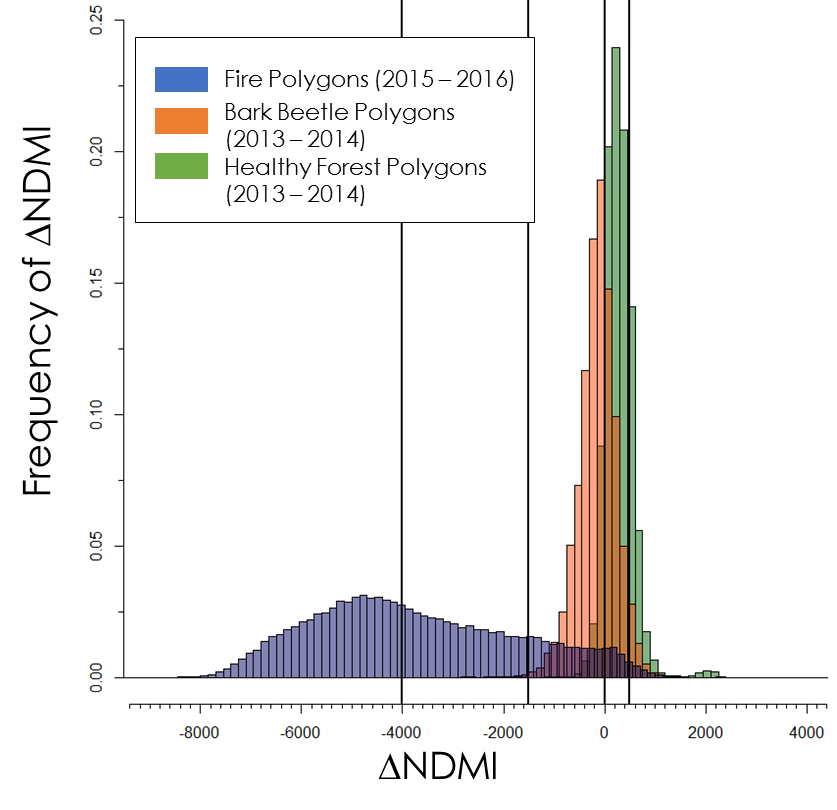 Fire Polygons (2015 – 2016)
Bark Beetle Polygons
(2013 – 2014)
Healthy Forest Polygons
(2013 – 2014)
Frequency of ΔNDMI
0.25
0.20
0.15
0.10
0.05
0.00
-8000 -6000 -4000 -2000 0 2000 4000
ΔNDMI